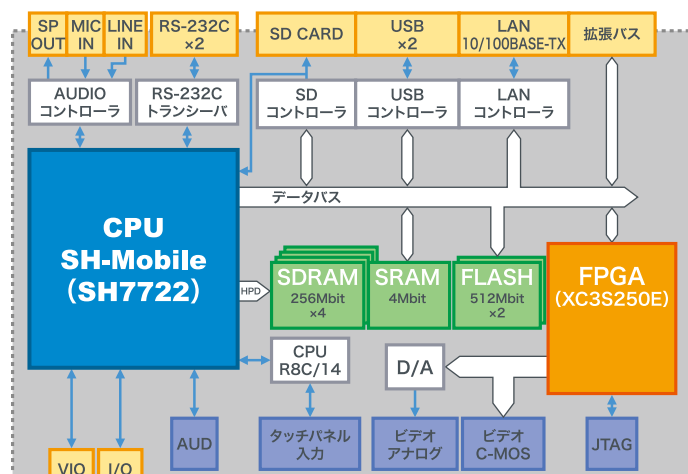 SP
OUT
MIC
IN
LINE
IN
RS-232C
×2
SD CARD
USB
×2
LAN
10/100BASE-TX
拡張バス
AUDIO
コントローラ
RS-232C
トランシーバ
SD
コントローラ
USB
コントローラ
LAN
コントローラ
データバス
CPU
SH-Mobile
（SH7722）
HPD
SDRAM
256Mbit
×4
SRAM
4Mbit
FLASH
512Mbit
×2
FPGA
(XC3S250E)
CPU
R8C/14
D/A
VIO
I/O
AUD
タッチパネル
入力
ビデオ
アナログ
ビデオ
C-MOS
JTAG